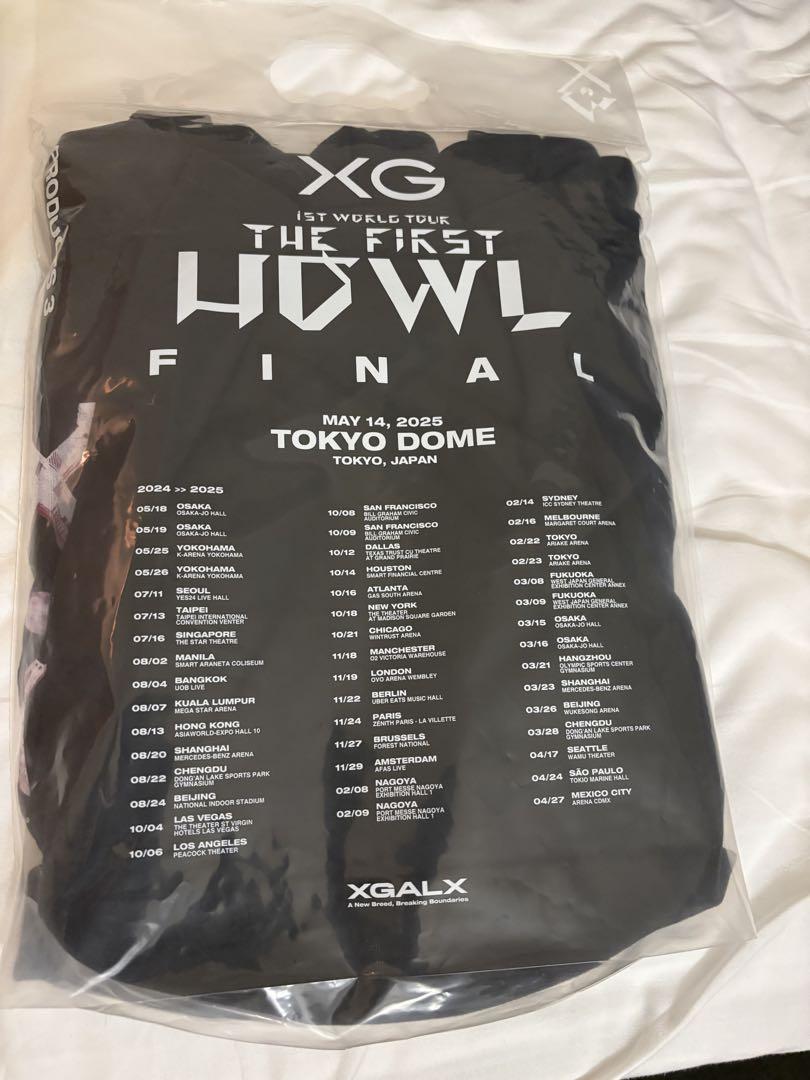 XG
1ST WORLD TOUR
THE FIRST
HOWL
FINAL
MAY 14, 2025
TOKYO DOME
TOKYO, JAPAN
2024 >> 2025
05/18 OSAKA
OSAKA-JO HALL
05/19 OSAKA
OSAKA-JO HALL
05/25 YOKOHAMA
K-ARENA YOKOHAMA
05/26 YOKOHAMA
K-ARENA YOKOHAMA
07/11 SEOUL
YES24 LIVE HALL
07/13 TAIPEI
TAIPEI INTERNATIONAL
CONVENTION VENTER
07/16 SINGAPORE
THE STAR THEATRE
08/02 MANILA
SMART ARANETA COLISEUM
08/04 BANGKOK
UOB LIVE
08/07 KUALA LUMPUR
MEGA STAR ARENA
08/13 HONG KONG
ASIAWORLD-EXPO HALL 10
08/20 SHANGHAI
MERCEDES-BENZ ARENA
08/22 CHENGDU
DONG'AN LAKE SPORTS PARK
GYMNASIUM
08/24 BEIJING
NATIONAL INDOOR STADIUM
10/04 LAS VEGAS
THE THEATER ST VIRGIN
HOTELS LAS VEGAS
10/06 LOS ANGELES
PEACOCK THEATER
10/08 SAN FRANCISCO
BILL GRAHAM CIVIC
AUDITORIUM
10/09 SAN FRANCISCO
BILL GRAHAM CIVIC
AUDITORIUM
10/12 DALLAS
TEXAS TRUST CU THEATRE
AT GRAND PRAIRIE
10/14 HOUSTON
SMART FINANCIAL CENTRE
10/16 ATLANTA
GAS SOUTH ARENA
10/18 NEW YORK
THE THEATER
AT MADISON SQUARE GARDEN
10/21 CHICAGO
WINTRUST ARENA
11/18 MANCHESTER
O2 VICTORIA WAREHOUSE
11/19 LONDON
OVO ARENA WEMBLEY
11/22 BERLIN
UBER EATS MUSIC HALL
11/24 PARIS
ZÉNITH PARIS - LA VILLETTE
11/27 BRUSSELS
FOREST NATIONAL
11/29 AMSTERDAM
AFAS LIVE
02/08 NAGOYA
PORT MESSE NAGOYA
EXHIBITION HALL 1
02/09 NAGOYA
PORT MESSE NAGOYA
EXHIBITION HALL 1
02/14 SYDNEY
ICC SYDNEY THEATRE
02/16 MELBOURNE
MARGARET COURT ARENA
02/22 TOKYO
ARIAKE ARENA
02/23 TOKYO
ARIAKE ARENA
03/08 FUKUOKA
WEST JAPAN GENERAL
EXHIBITION CENTER ANNEX
03/09 FUKUOKA
WEST JAPAN GENERAL
EXHIBITION CENTER ANNEX
03/15 OSAKA
OSAKA-JO HALL
03/16 OSAKA
OSAKA-JO HALL
03/21 HANGZHOU
OLYMPIC SPORTS CENTER
GYMNASIUM
03/23 SHANGHAI
MERCEDES-BENZ ARENA
03/26 BEIJING
WUKESONG ARENA
03/28 CHENGDU
DONG'AN LAKE SPORTS PARK
GYMNASIUM
04/17 SEATTLE
WAMU THEATER
04/24 SÃO PAULO
TOKIO MARINE HALL
04/27 MEXICO CITY
ARENA CDMX
XGALX
A New Breed, Breaking Boundaries